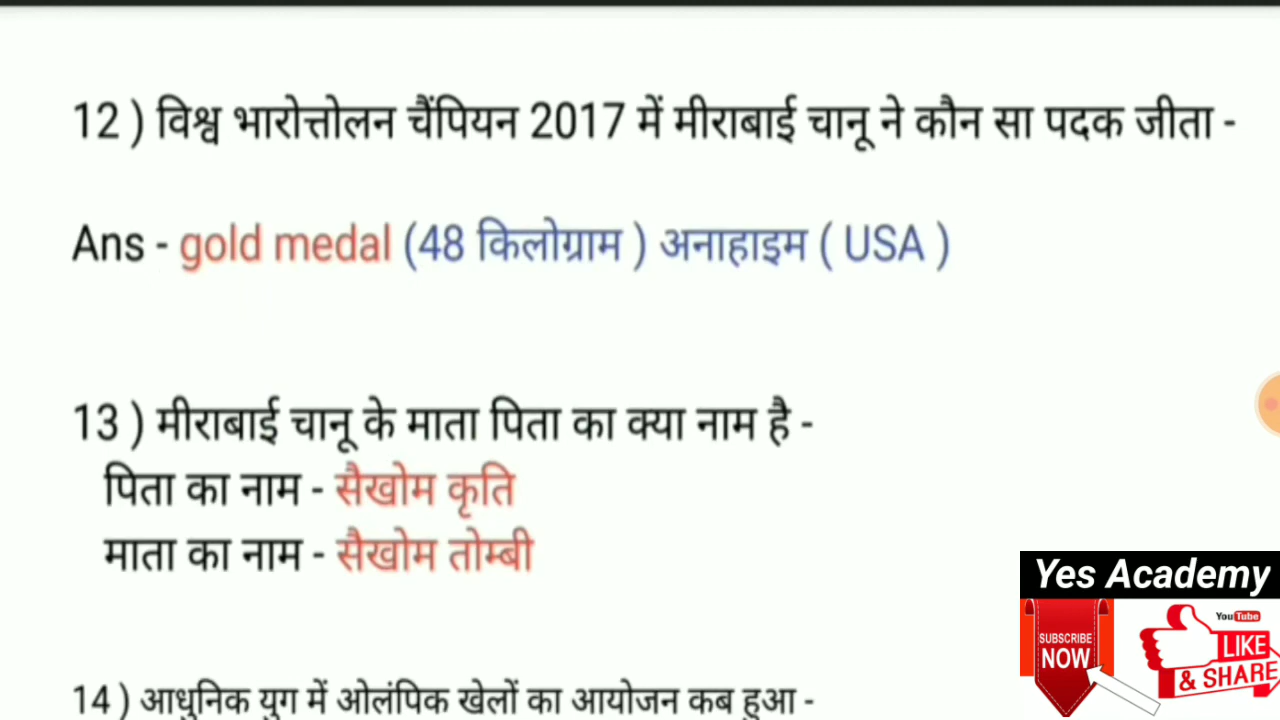 12 ) विश्व भारोत्तोलन चैंपियन 2017 में मीराबाई चानू ने कौन सा पदक जीता -
Ans - gold medal (48 किलोग्राम ) अनाहाइम ( USA )
13 ) मीराबाई चानू के माता पिता का क्या नाम है -
पिता का नाम - सैखोम कृति
माता का नाम - सैखोम तोम्बी
14 ) आधुनिक युग में ओलंपिक खेलों का आयोजन कब हुआ -
Yes Academy
SUBSCRIBE
NOW
YouTube
LIKE
& SHARE